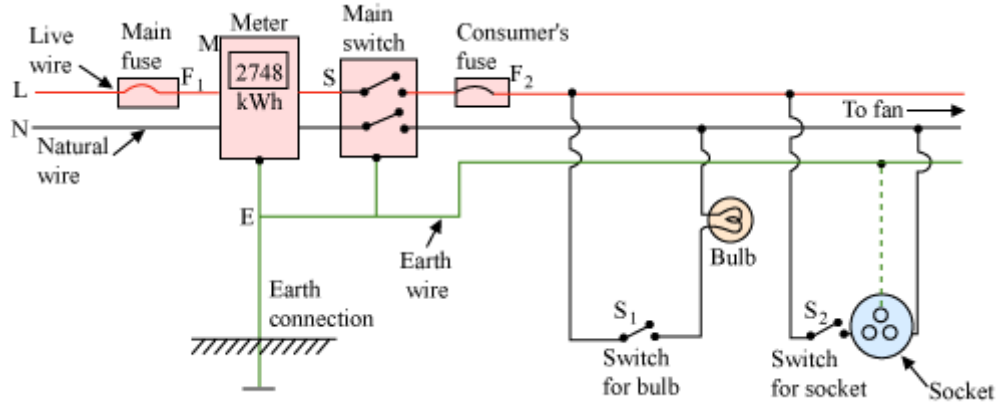 Live
wire
Main
fuse
Meter
Main
switch
Consumer's
fuse
L
F1
M
2748
kWh
S
F2
N
Natural
wire
To fan
E
Earth
wire
Bulb
Earth
connection
S1
Switch
for bulb
S2
Switch
for socket
Socket